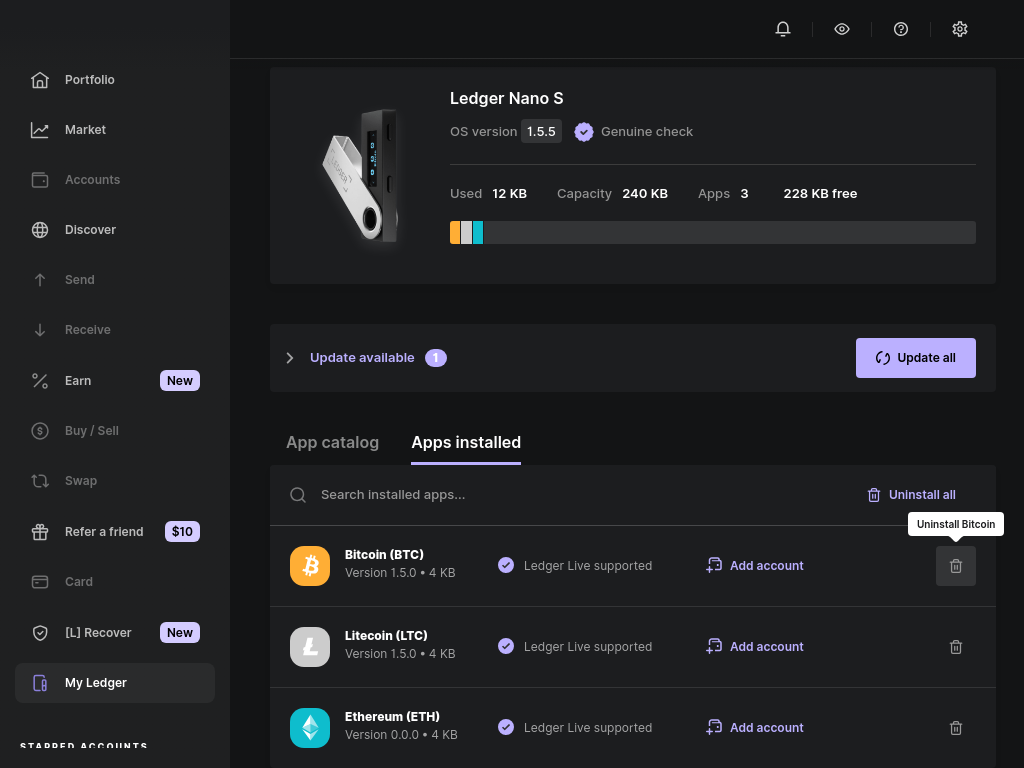 Portfolio
Market
Accounts
Discover
Send
Receive
Earn New
Buy / Sell
Swap
Refer a friend $10
Card
[L] Recover New
My Ledger
STARRED ACCOUNTS
Ledger Nano S
OS version 1.5.5 Genuine check
Used 12 KB Capacity 240 KB Apps 3 228 KB free
Update available 1 Update all
App catalog Apps installed
Search installed apps... Uninstall all
Uninstall Bitcoin
Bitcoin (BTC)
Version 1.5.0 • 4 KB Ledger Live supported Add account
Litecoin (LTC)
Version 1.5.0 • 4 KB Ledger Live supported Add account
Ethereum (ETH)
Version 0.0.0 • 4 KB Ledger Live supported Add account